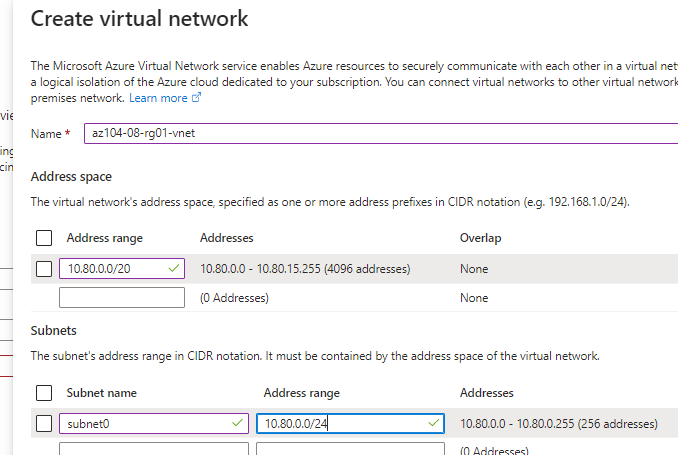 Create virtual network
The Microsoft Azure Virtual Network service enables Azure resources to securely communicate with each other in a virtual
a logical isolation of the Azure cloud dedicated to your subscription. You can connect virtual networks to other virtual
premises network. Learn more
Name *
az104-08-rg01-vnet
Address space
The virtual network's address space, specified as one or more address prefixes in CIDR notation (e.g. 192.168.1.0/24).
Address range Addresses Overlap
10.80.0.0/20 10.80.0.0 - 10.80.15.255 (4096 addresses) None
(0 Addresses) None
Subnets
The subnet's address range in CIDR notation. It must be contained by the address space of the virtual network.
Subnet name Address range Addresses
subnet0 10.80.0.0/24 10.80.0.0 - 10.80.0.255 (256 addresses)
(0 Addresses)